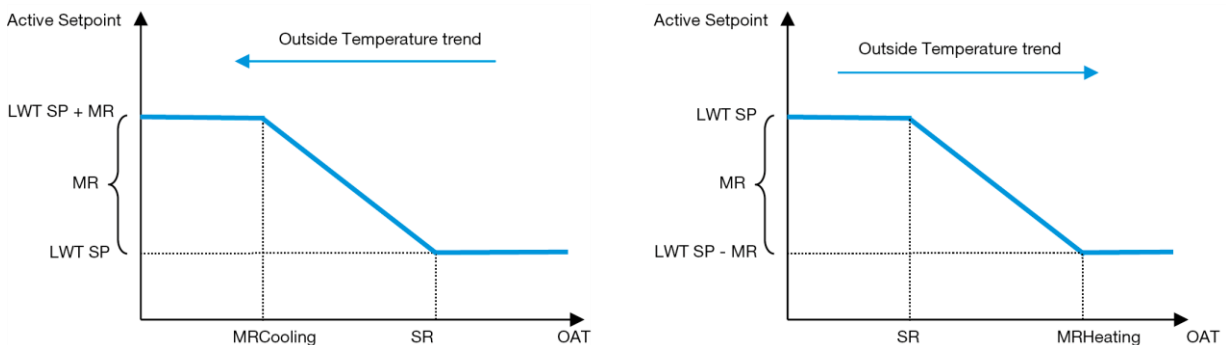 Active Setpoint
Outside Temperature trend
LWT SP + MR
MR
LWT SP
MRCooling
SR
OAT
Active Setpoint
Outside Temperature trend
LWT SP
MR
LWT SP - MR
SR
MRHeating
OAT